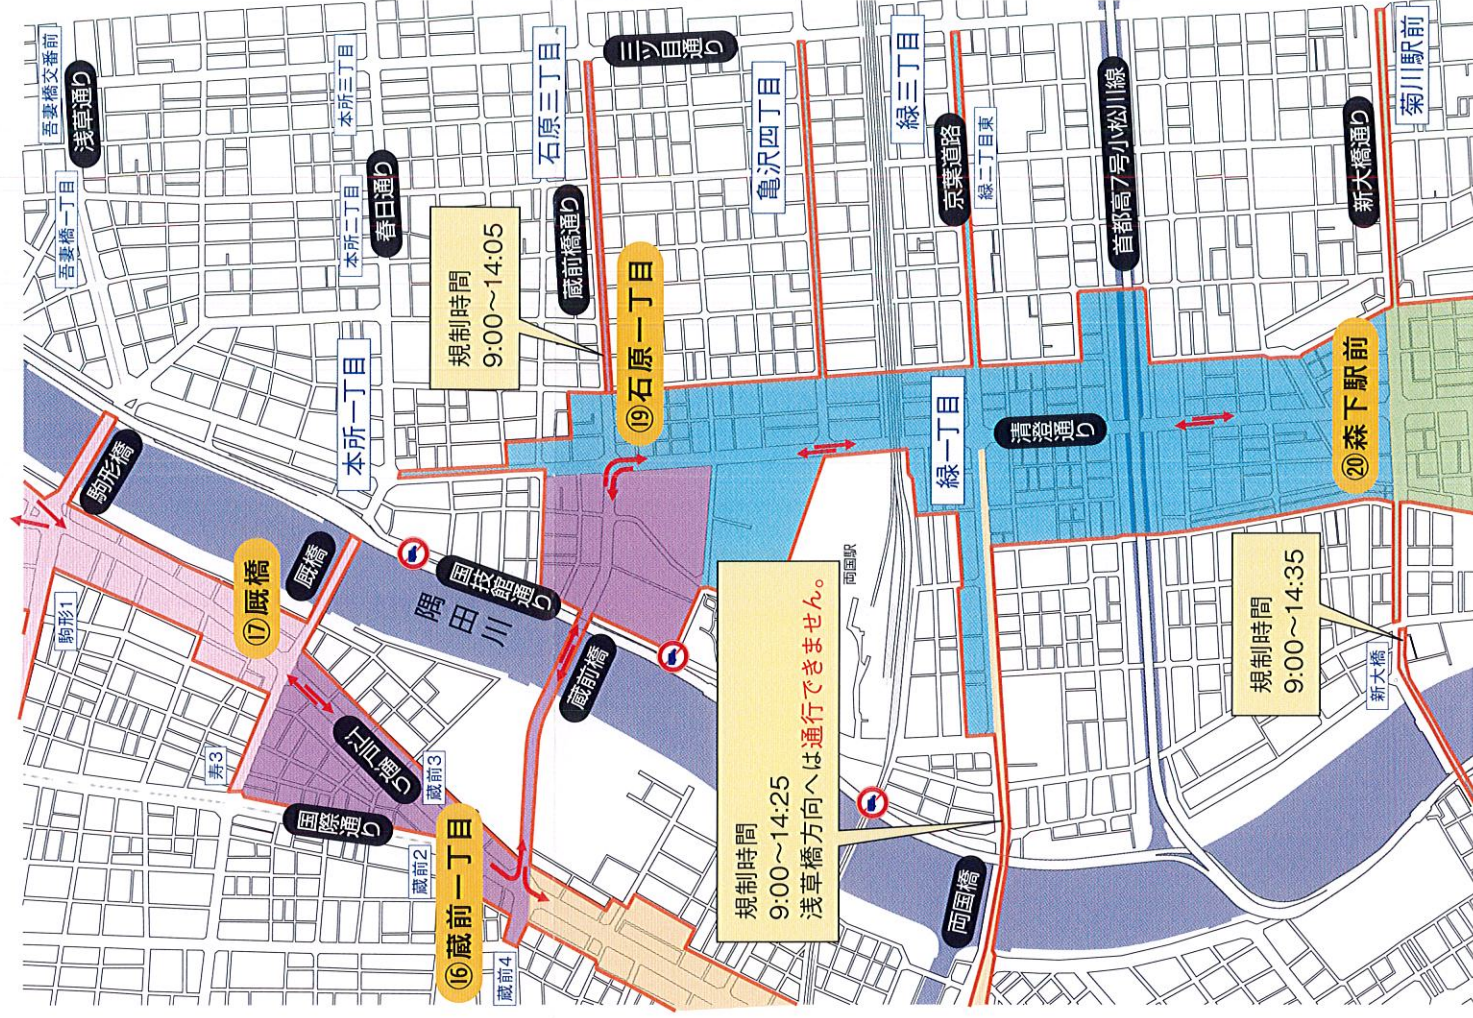 吾妻橋交番前
浅草通り
吾妻橋一丁目
本所三丁目
春日通り
本所二丁目
石原三丁目
三ツ目通り
蔵前橋通り
規制時間
9:00～14:05
⑲石原一丁目
亀沢四丁目
緑三丁目
京葉道路
緑二丁目東
首都高7号小松川線
新大橋通り
菊川駅前
本所一丁目
駒形橋
駒形1
⑰厩橋
厩橋
国技館通り
隅田川
蔵前橋
寿3
江戸通り
国際通り
蔵前3
蔵前2
⑯蔵前一丁目
蔵前4
緑一丁目
清澄通り
⑳森下駅前
両国駅
規制時間
9:00～14:25
浅草橋方向へは通行できません。
両国橋
規制時間
9:00～14:35
新大橋